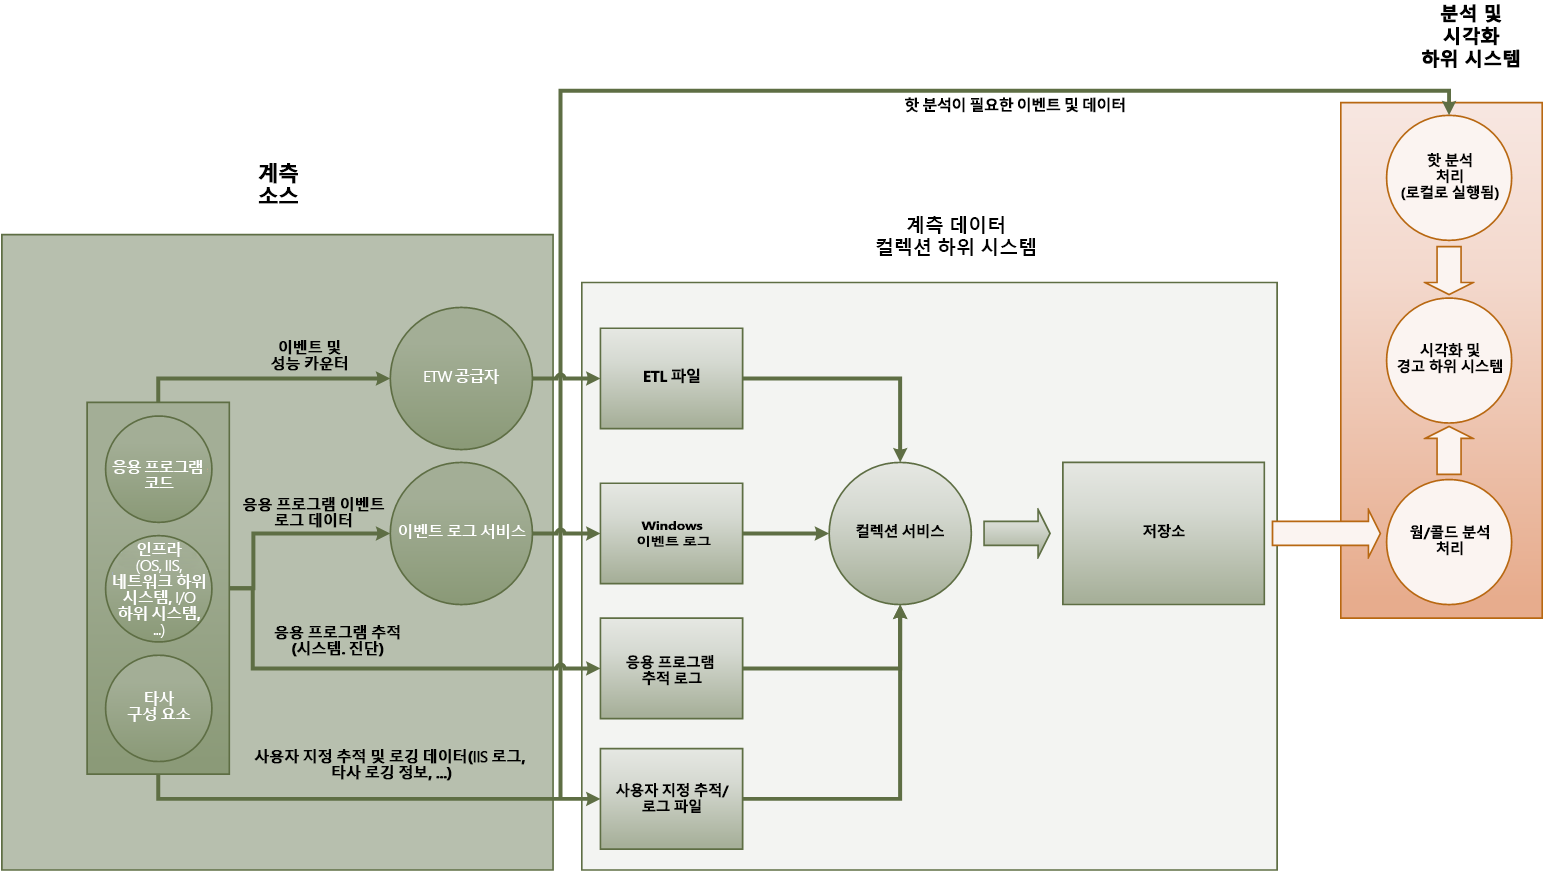 분석 및
시각화
하위 시스템
핫 분석이 필요한 이벤트 및 데이터
핫 분석
처리
(로컬로 실행됨)
계측
소스
계측 데이터
컬렉션 하위 시스템
이벤트 및
성능 카운터
ETW 공급자
ETL 파일
시각화 및
경고 하위 시스템
응용 프로그램
코드
응용 프로그램 이벤트
로그 데이터
이벤트 로그 서비스
Windows
이벤트 로그
컬렉션 서비스
저장소
웜/콜드 분석
처리
인프라
(OS, IIS,
네트워크 하위
시스템, I/O
하위 시스템,
...)
응용 프로그램 추적
(시스템. 진단)
응용 프로그램
추적 로그
타사
구성 요소
사용자 지정 추적 및 로깅 데이터(IIS 로그,
타사 로깅 정보, ...)
사용자 지정 추적/
로그 파일